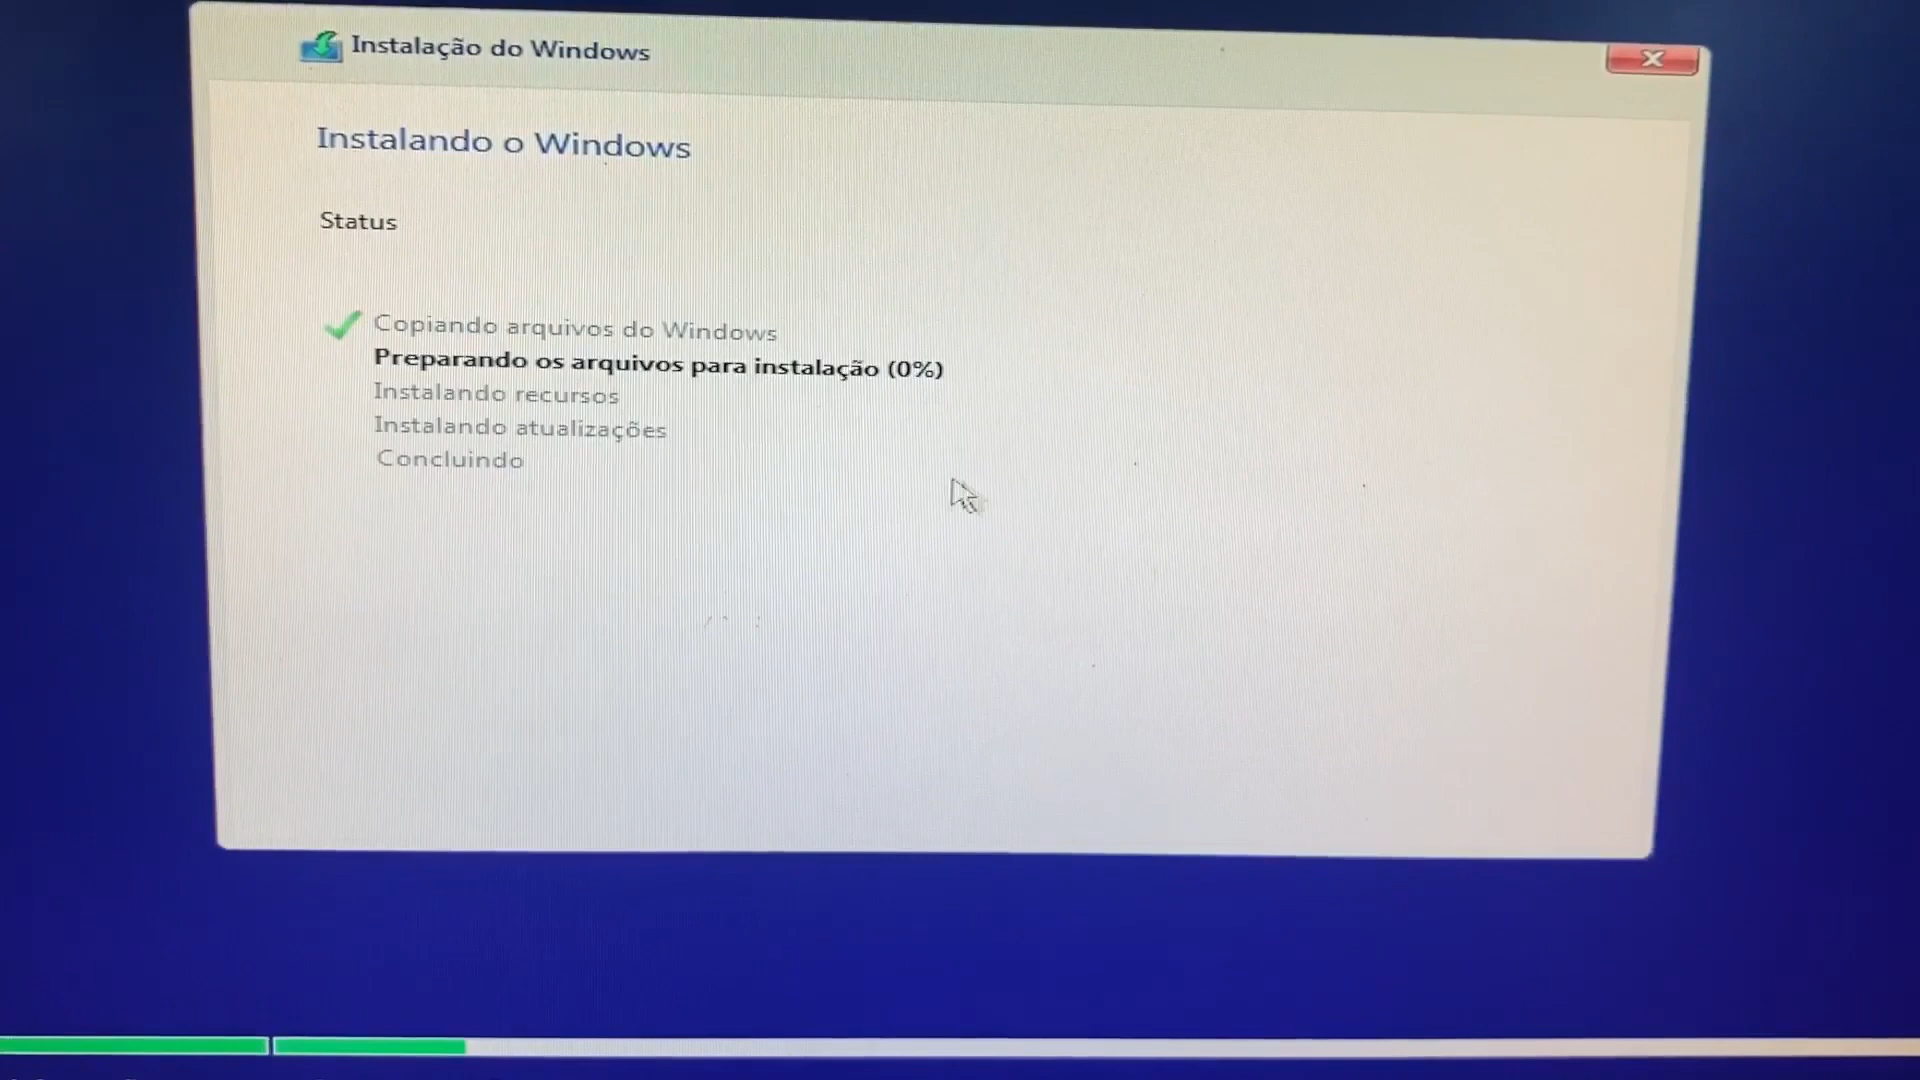 Instalação do Windows
Instalando o Windows
Status
Copiando arquivos do Windows
Preparando os arquivos para instalação (0%)
Instalando recursos
Instalando atualizações
Concluindo